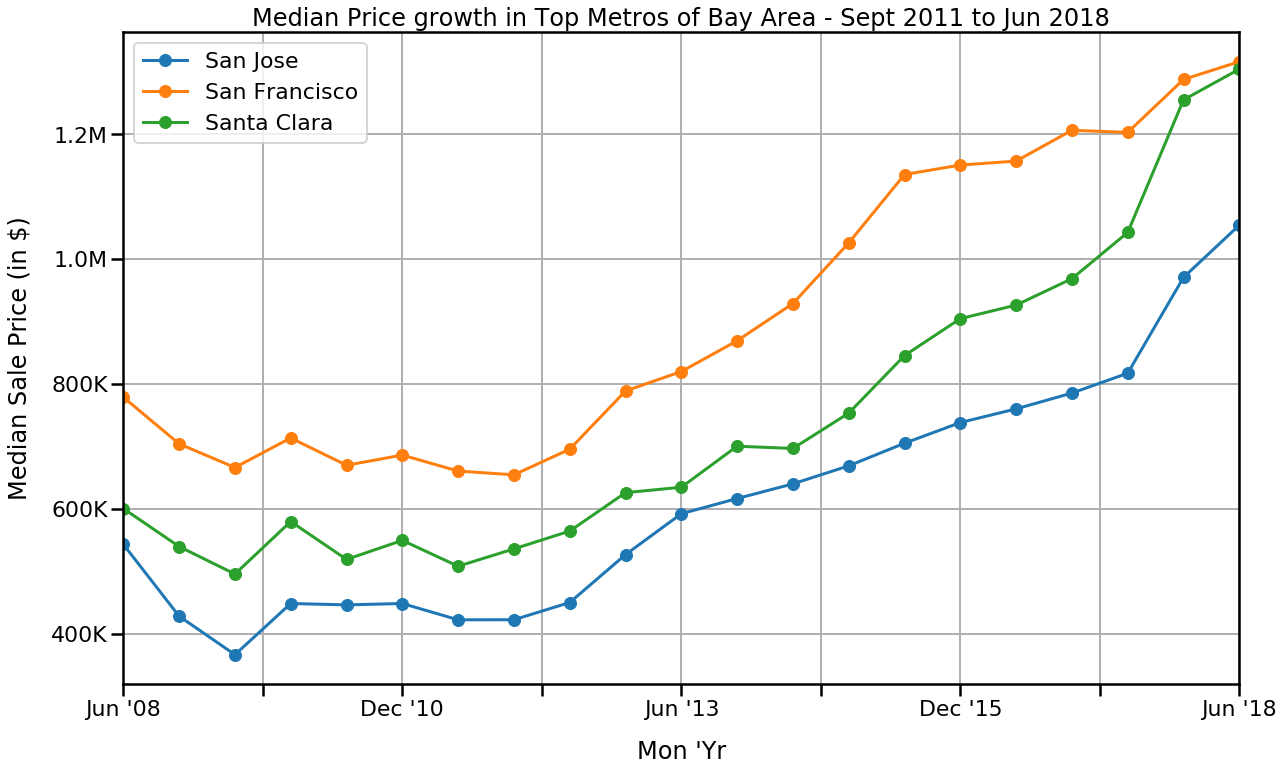 Median Price growth in Top Metros of Bay Area - Sept 2011 to Jun 2018
San Jose
San Francisco
Santa Clara
1.2M
1.0M
800K
600K
400K
Median Sale Price (in $)
Jun '08
Dec '10
Jun '13
Dec '15
Jun '18
Mon 'Yr